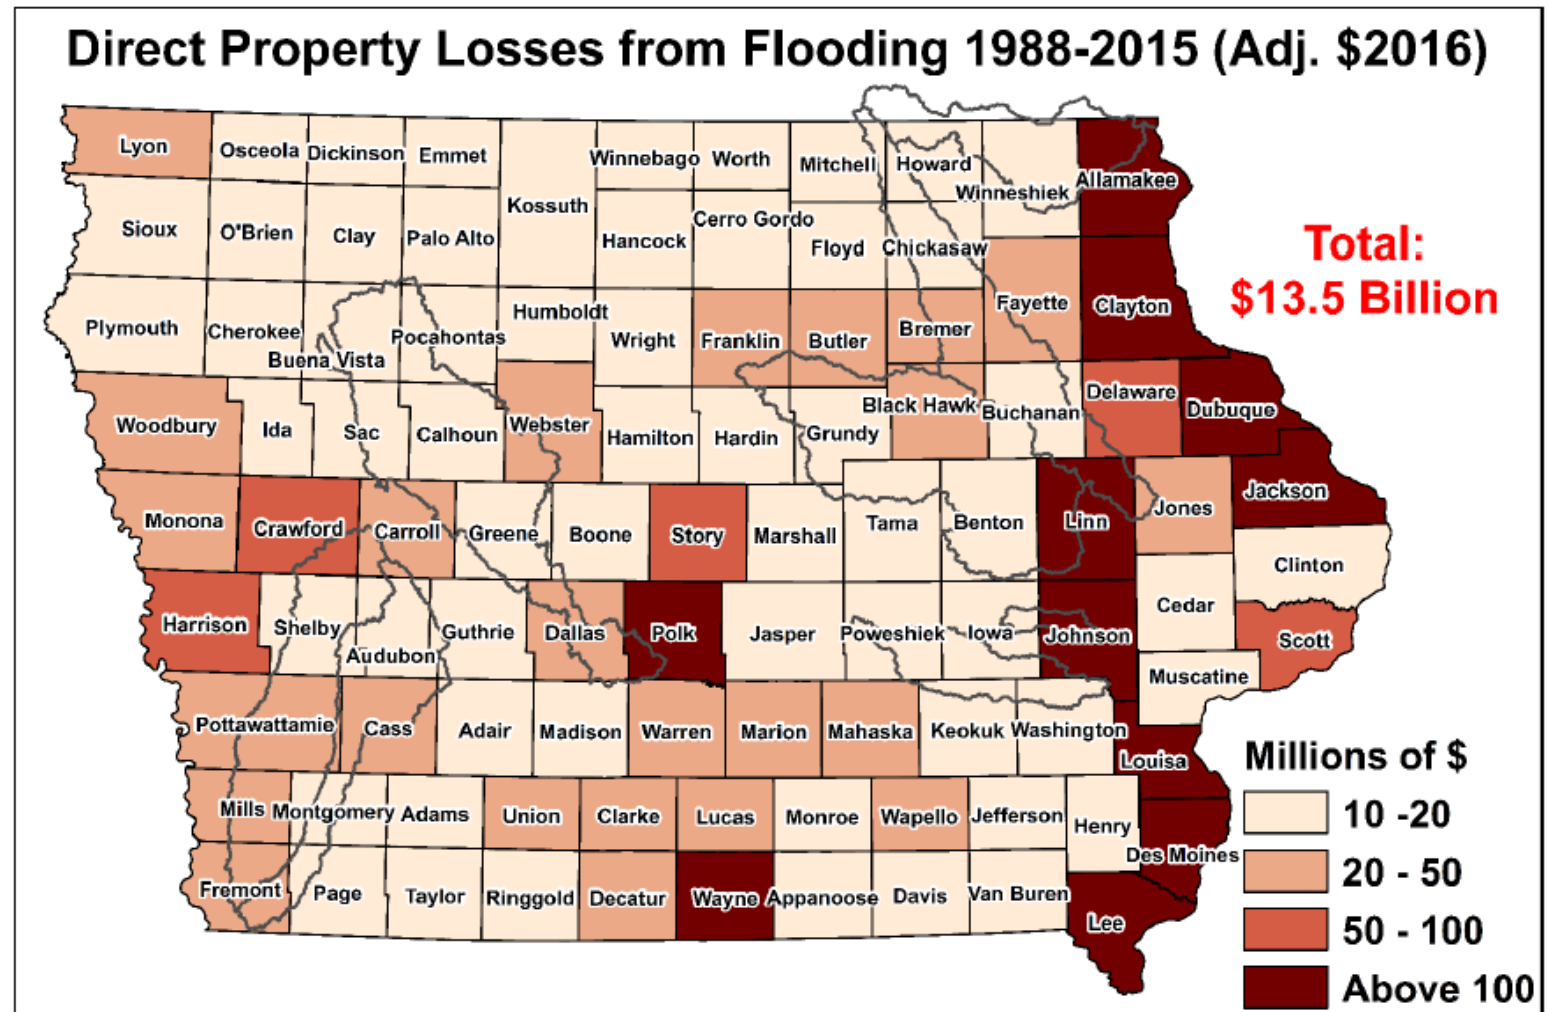 Direct Property Losses from Flooding 1988-2015 (Adj. $2016)
Lyon
Osceola
Dickinson
Emmet
Kossuth
Winnebago
Worth
Mitchell
Howard
Winneshiek
Allamakee
Sioux
O'Brien
Clay
Palo Alto
Hancock
Cerro Gordo
Floyd
Chickasaw
Total:
$13.5 Billion
Plymouth
Cherokee
Buena Vista
Pocahontas
Humboldt
Wright
Franklin
Butler
Bremer
Fayette
Clayton
Woodbury
Ida
Sac
Calhoun
Webster
Hamilton
Hardin
Grundy
Black Hawk
Buchanan
Delaware
Dubuque
Monona
Crawford
Carroll
Greene
Boone
Story
Marshall
Tama
Benton
Linn
Jones
Jackson
Clinton
Harrison
Shelby
Audubon
Guthrie
Dallas
Polk
Jasper
Poweshiek
Iowa
Johnson
Cedar
Scott
Muscatine
Pottawattamie
Cass
Adair
Madison
Warren
Marion
Mahaska
Keokuk
Washington
Louisa
Mills
Montgomery
Adams
Union
Clarke
Lucas
Monroe
Wapello
Jefferson
Henry
Des Moines
Fremont
Page
Taylor
Ringgold
Decatur
Wayne
Appanoose
Davis
Van Buren
Lee
Millions of $
10 -20
20 - 50
50 - 100
Above 100